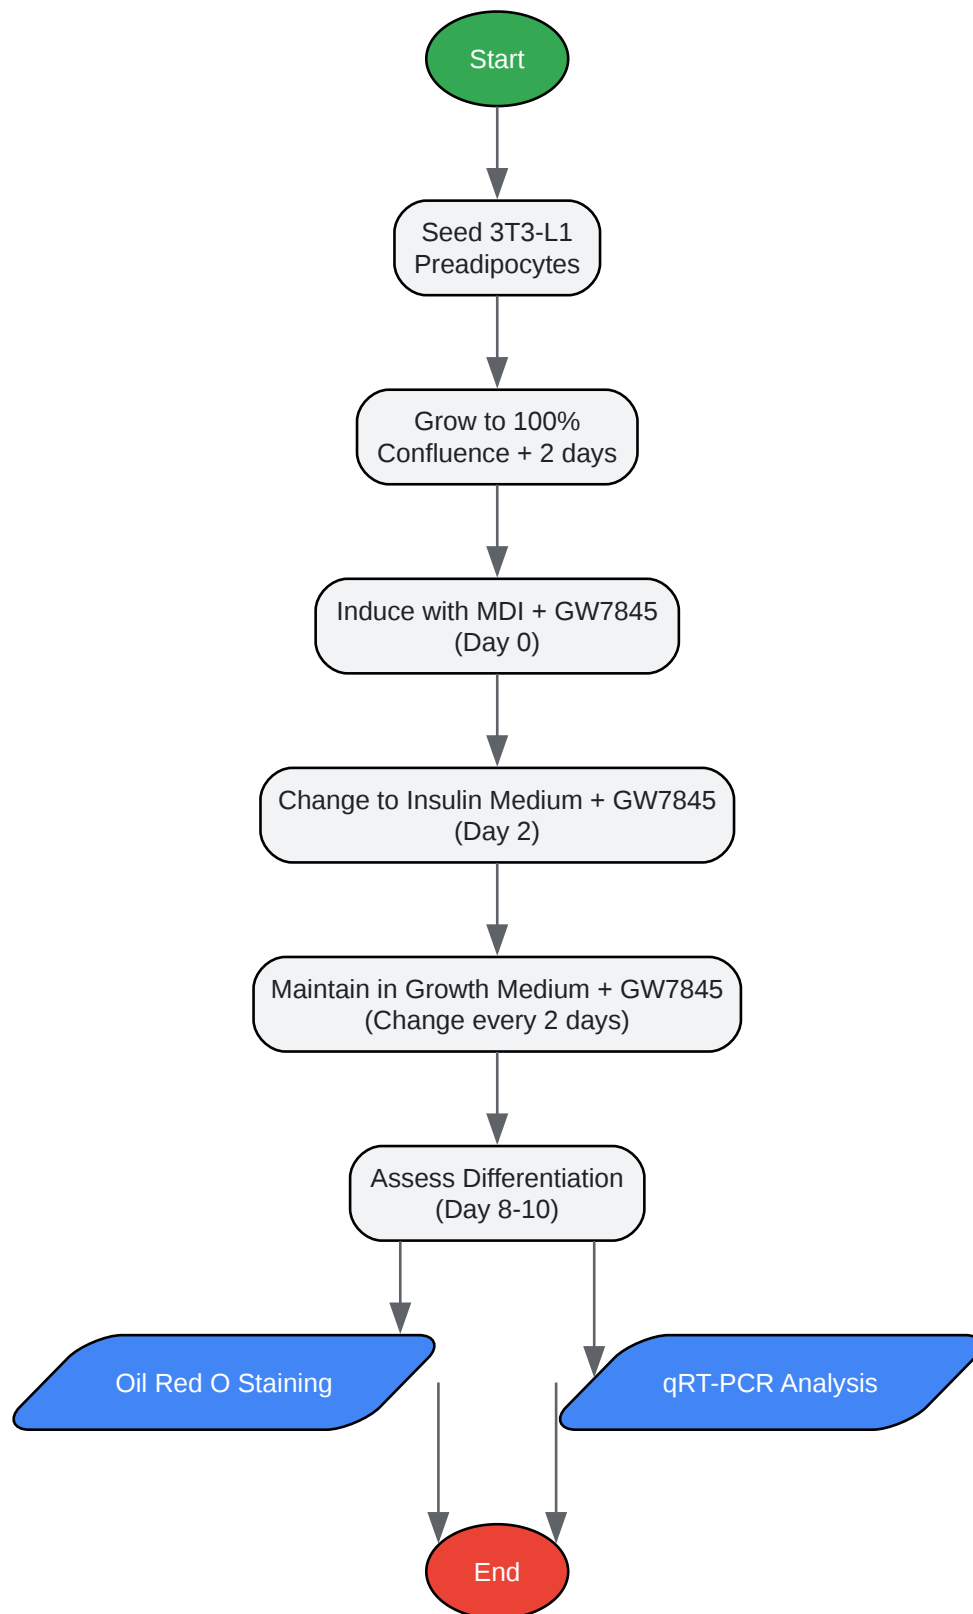 Start
Seed 3T3-L1
Preadipocytes
Grow to 100%
Confluence + 2 days
Induce with MDI + GW7845
(Day 0)
Change to Insulin Medium + GW7845
(Day 2)
Maintain in Growth Medium + GW7845
(Change every 2 days)
Assess Differentiation
(Day 8-10)
Oil Red O Staining
qRT-PCR Analysis
End